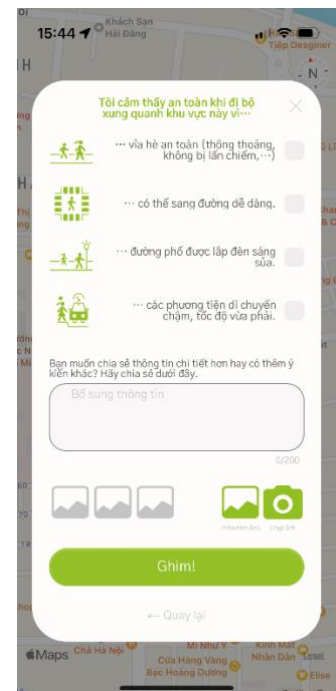 15:44
Khách Sạn
Hải Đăng
Tiệp Desginer
N
Tôi cảm thấy an toàn khi đi bộ
xung quanh khu vực này vì...
... vỉa hè an toàn (thông thoáng,
không bị lấn chiếm,...)
... có thể sang đường dễ dàng.
... đường phố được lắp đèn sáng
sủa.
... các phương tiện di chuyển
chậm, tốc độ vừa phải.
Bạn muốn chia sẻ thông tin chi tiết hơn hay có thêm ý
kiến khác? Hãy chia sẻ dưới đây.
Bổ sung thông tin
0/200
Ghim!
← Quay lại
Maps
Chả Hà Nội
Mì Như Ý
Kính Mắt
Nhân Dân
Legal
Cửa Hàng Vàng
Bạc Hoàng Dương
Elise